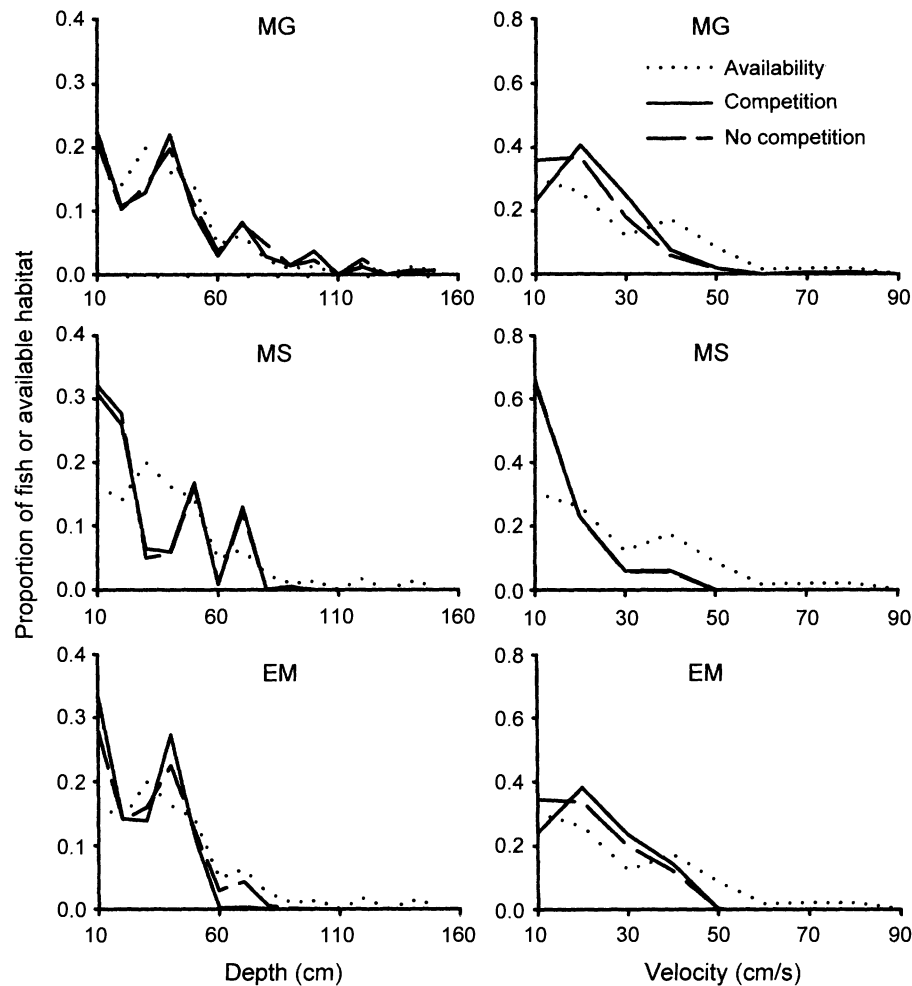 Proportion of fish or available habitat
MG
0.4
0.3
0.2
0.1
0.0
10 60 110 160
MG
Availability
Competition
No competition
0.8
0.6
0.4
0.2
0.0
10 30 50 70 90
MS
0.4
0.3
0.2
0.1
0.0
10 60 110 160
MS
0.8
0.6
0.4
0.2
0.0
10 30 50 70 90
EM
0.4
0.3
0.2
0.1
0.0
10 60 110 160
Depth (cm)
EM
0.8
0.6
0.4
0.2
0.0
10 30 50 70 90
Velocity (cm/s)